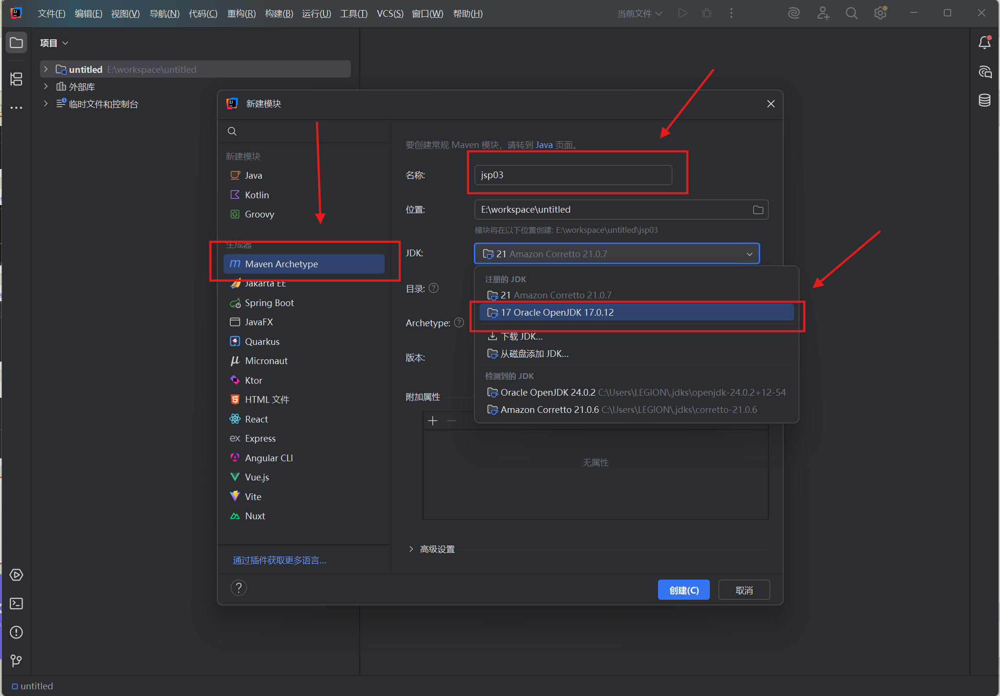 文件(F) 编辑(E) 视图(V) 导航(N) 代码(C) 重构(R) 构建(B) 运行(U) 工具(T) VCS(S) 窗口(W) 帮助(H) 当前文件
项目
untitled E:\workspace\untitled
外部库
临时文件和控制台
新建模块
新建模块
Java
Kotlin
Groovy
生成器
Maven Archetype
Jakarta EE
Spring Boot
JavaFX
Quarkus
Micronaut
Ktor
HTML 文件
React
ex Express
Angular CLI
Vue.js
Vite
Nuxt
通过插件获取更多语言...
要创建常规 Maven 模块，请转到 Java 页面。
名称: jsp03
位置: E:\workspace\untitled
模块将在以下位置创建: E:\workspace\untitled\jsp03
JDK: 21 Amazon Corretto 21.0.7
注册的 JDK
21 Amazon Corretto 21.0.7
17 Oracle OpenJDK 17.0.12
下载 JDK...
从磁盘添加 JDK...
检测到的 JDK
Oracle OpenJDK 24.0.2 C:\Users\LEGION\.jdks\openjdk-24.0.2+12-54
Amazon Corretto 21.0.6 C:\Users\LEGION\.jdks\corretto-21.0.6
目录:
Archetype:
版本:
附加属性
无属性
高级设置
创建(C) 取消
untitled